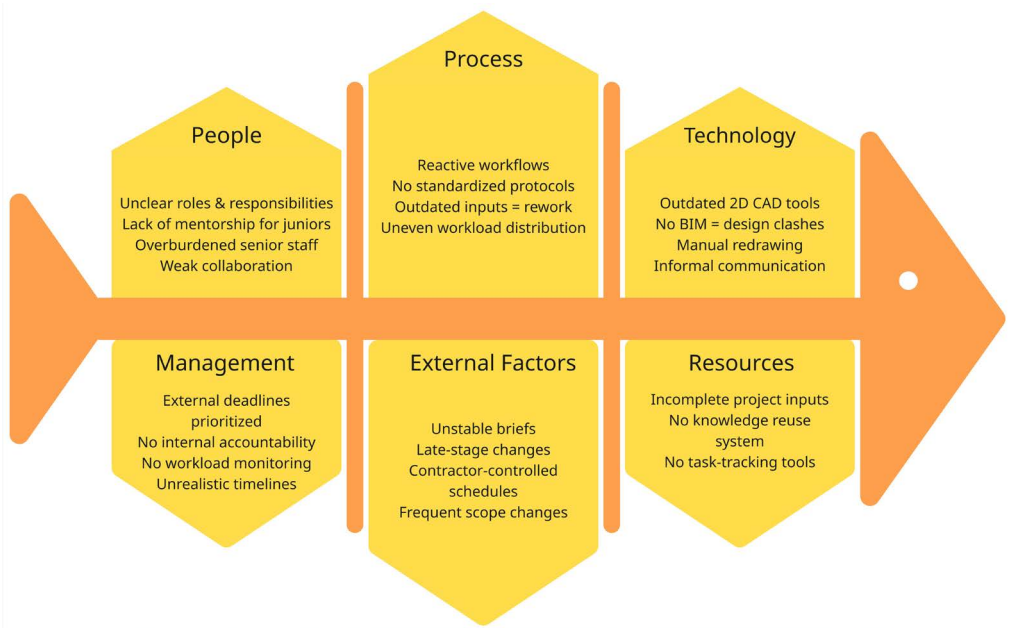 Process
Reactive workflows
No standardized protocols
Outdated inputs = rework
Uneven workload distribution
People
Unclear roles & responsibilities
Lack of mentorship for juniors
Overburdened senior staff
Weak collaboration
Technology
Outdated 2D CAD tools
No BIM = design clashes
Manual redrawing
Informal communication
Management
External deadlines
prioritized
No internal accountability
No workload monitoring
Unrealistic timelines
External Factors
Unstable briefs
Late-stage changes
Contractor-controlled
schedules
Frequent scope changes
Resources
Incomplete project inputs
No knowledge reuse
system
No task-tracking tools